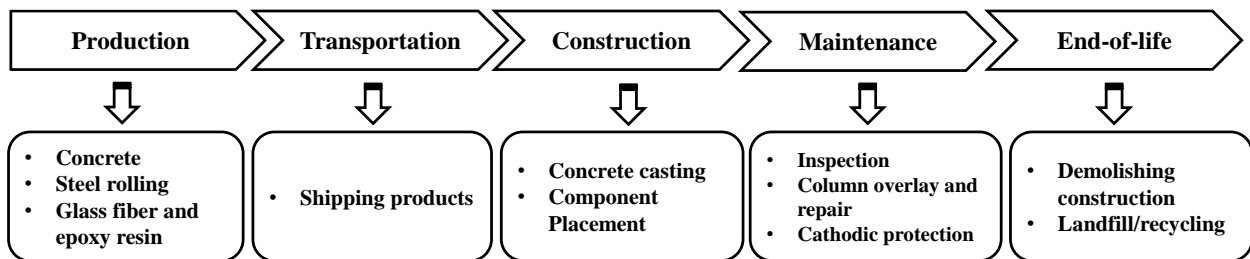 Production
Transportation
Construction
Maintenance
End-of-life
• Concrete
• Steel rolling
• Glass fiber and
epoxy resin
• Shipping products
• Concrete casting
• Component
Placement
• Inspection
• Column overlay and
repair
• Cathodic protection
• Demolishing
construction
• Landfill/recycling